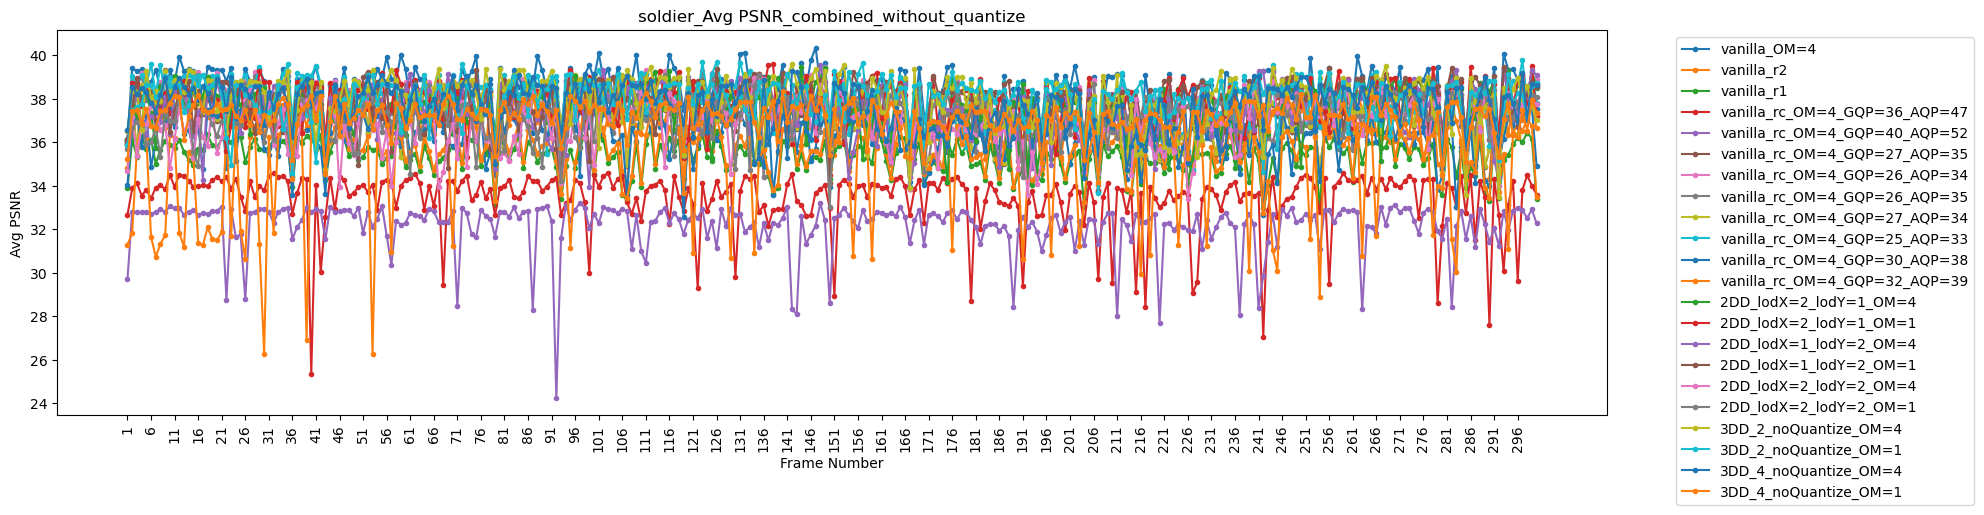 soldier_Avg PSNR_combined_without_quantize
Avg PSNR
40
38
36
34
32
30
28
26
24
1 6 11 16 21 26 31 36 41 46 51 56 61 66 71 76 81 86 91 96 101 106 111 116 121 126 131 136 141 146 151 156 161 166 171 176 181 186 191 196 201 206 211 216 221 226 231 236 241 246 251 256 261 266 271 276 281 286 291 296
Frame Number
vanilla_OM=4
vanilla_r2
vanilla_r1
vanilla_rc_OM=4_GQP=36_AQP=47
vanilla_rc_OM=4_GQP=40_AQP=52
vanilla_rc_OM=4_GQP=27_AQP=35
vanilla_rc_OM=4_GQP=26_AQP=34
vanilla_rc_OM=4_GQP=26_AQP=35
vanilla_rc_OM=4_GQP=27_AQP=34
vanilla_rc_OM=4_GQP=25_AQP=33
vanilla_rc_OM=4_GQP=30_AQP=38
vanilla_rc_OM=4_GQP=32_AQP=39
2DD_lodX=2_lodY=1_OM=4
2DD_lodX=2_lodY=1_OM=1
2DD_lodX=1_lodY=2_OM=4
2DD_lodX=1_lodY=2_OM=1
2DD_lodX=2_lodY=2_OM=4
2DD_lodX=2_lodY=2_OM=1
3DD_2_noQuantize_OM=4
3DD_2_noQuantize_OM=1
3DD_4_noQuantize_OM=4
3DD_4_noQuantize_OM=1